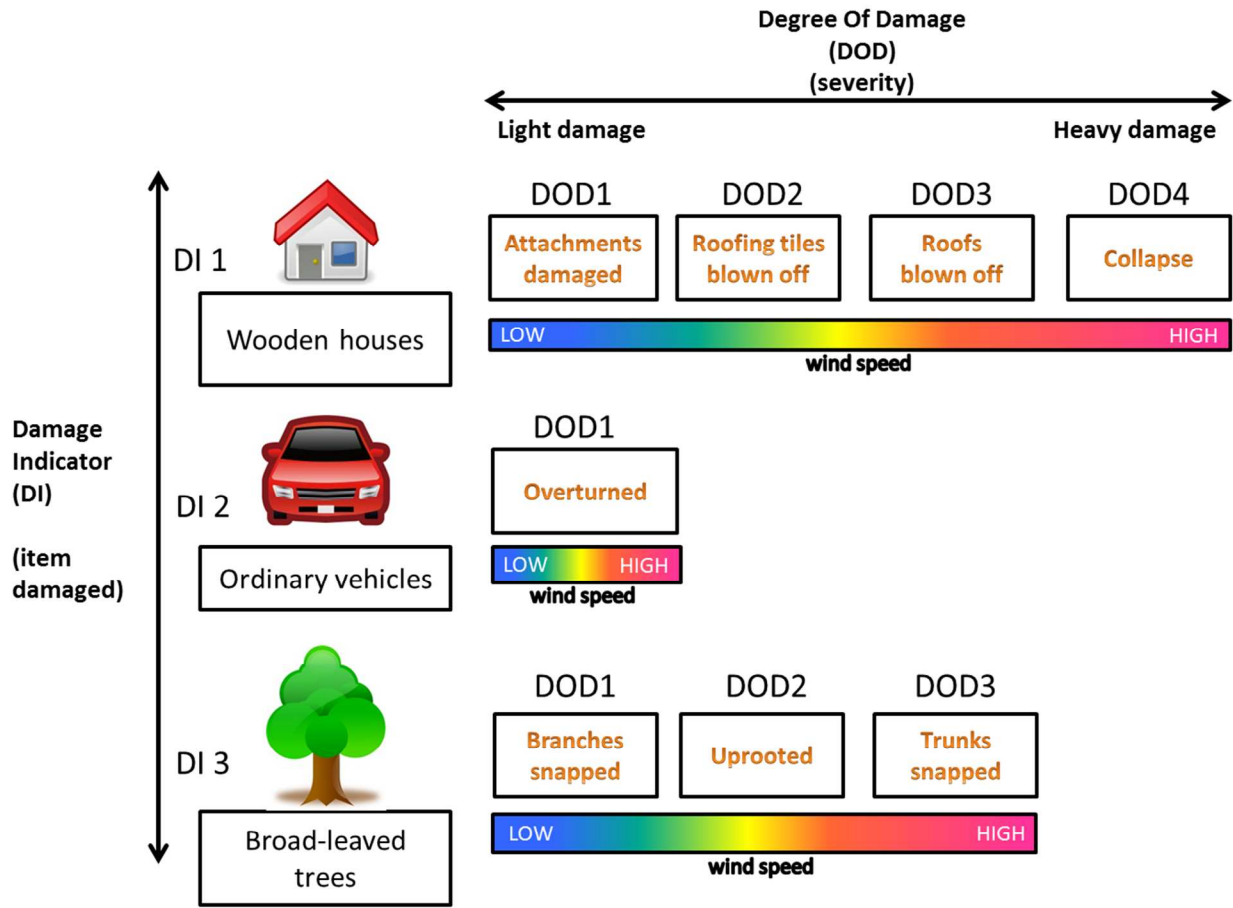 Degree Of Damage
(DOD)
(severity)
Light damage
Heavy damage
DOD1
DOD2
DOD3
DOD4
DI 1
Attachments
damaged
Roofing tiles
blown off
Roofs
blown off
Collapse
Wooden houses
LOW
HIGH
wind speed
Damage
Indicator
(DI)
(item
damaged)
DOD1
DI 2
Overturned
Ordinary vehicles
LOW
HIGH
wind speed
DOD1
DOD2
DOD3
DI 3
Branches
snapped
Uprooted
Trunks
snapped
Broad-leaved
trees
LOW
HIGH
wind speed